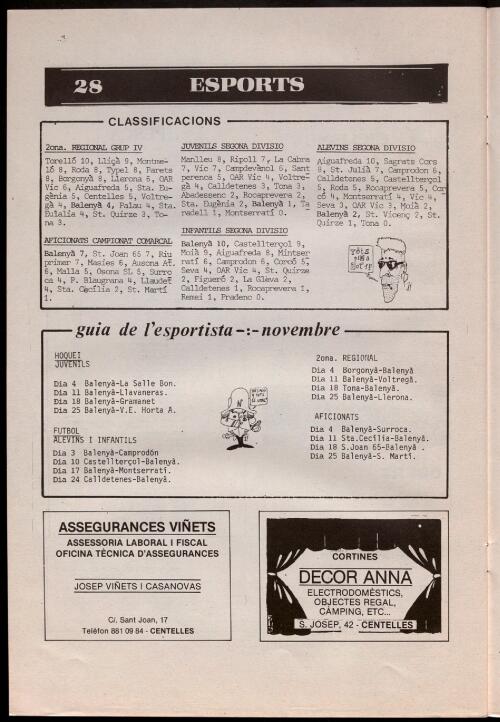 28 ESPORTS
CLASSIFICACIONS
2ona. REGIONAL GRUP IV
Torelló 10, Lliçà 9, Montme-
ló 8, Roda 8, Typel 8, Parets
8, Borgonyà 8, Llerona 6, OAR
Vic 6, Aiguafreda 5, Sta. Eu-
gènia 5, Centelles 5, Voltre-
gà 4, Balenyà 4, Palau 4, Sta.
Eulalia 4, St. Quirze 3, To-
na 3.
AFICIONATS CAMPIONAT COMARCAL
Balenyà 7, St. Joan 65 7, Riu
primer 7, Masies 6, Ausona At.
6, Malla 5, Osona SL 5, Surro
ca 4, P. Blaugrana 4, Llaudet
4, Sta. Cecília 2, St. Martí
1.
JUVENILS SEGONA DIVISIO
Manlleu 8, Ripoll 7, La Cabra
7, Vic 7, Campdevànol 6, Sant
perenca 5, OAR Vic 4, Voltre-
gà 4, Calldetenes 3, Tona 3,
Abadessenc 2, Rocaprevera 2,
Sta. Eugènia 2, Balenyà 1, Ta
radell 1, Montserratí 0.
INFANTILS SEGONA DIVISIO
Balenyà 10, Castellterçol 9,
Moià 9, Aiguafreda 8, Mintser
ratí 6, Camprodon 6, Corcó 5,
Seva 4, OAR Vic 4, St. Quirze
2, Figueró 2, La Gleva 2,
Calldetenes 1, Rocaprevera 1,
Remei 1, Pradenc 0.
ALEVINS SEGONA DIVISIO
Aiguafreda 10, Sagrats Cors
8, St. Julià 7, Camprodon 6,
Calldetenes 5, Castellterçol
5, Roda 5, Rocaprevera 5, Cor
có 4, Montserratí 4, Vic 4,
Seva 3, OAR Vic 3, Moià 2,
Balenyà 2, St. Vicenç 2, St.
Quirze 1, Tona 0.
guia de l'esportista -:- novembre
HOQUEI
JUVENILS
Dia 4 Balenyà-La Salle Bon.
Dia 11 Balenyà-Llavaneras.
Dia 18 Balenyà-Gramanet
Dia 25 Balenyà-V.E. Horta A.
FUTBOL
ALEVINS I INFANTILS
Dia 3 Balenyà-Camprodón
Dia 10 Castellterçol-Balenyà.
Dia 17 Balenyà-Montserratí.
Dia 24 Calldetenes-Balenyà.
2ona. REGIONAL
Dia 4 Borgonyà-Balenyà
Dia 11 Balenyà-Voltregà.
Dia 18 Tona-Balenyà.
Dia 25 Balenyà-Llerona.
AFICIONATS
Dia 4 Balenyà-Surroca.
Dia 11 Sta.Cecília-Balenyà.
Dia 18 S.Joan 65-Balenyà .
Dia 25 Balenyà-S. Martí.
ASSEGURANCES VIÑETS
ASSESSORIA LABORAL I FISCAL
OFICINA TÈCNICA D'ASSEGURANCES
JOSEP VIÑETS I CASANOVAS
C/. Sant Joan, 17
Telèfon 881 09 84 - CENTELLES
CORTINES
DECOR ANNA
ELECTRODOMÈSTICS,
OBJECTES REGAL,
CÀMPING, ETC...
S. JOSEP, 42 - CENTELLES